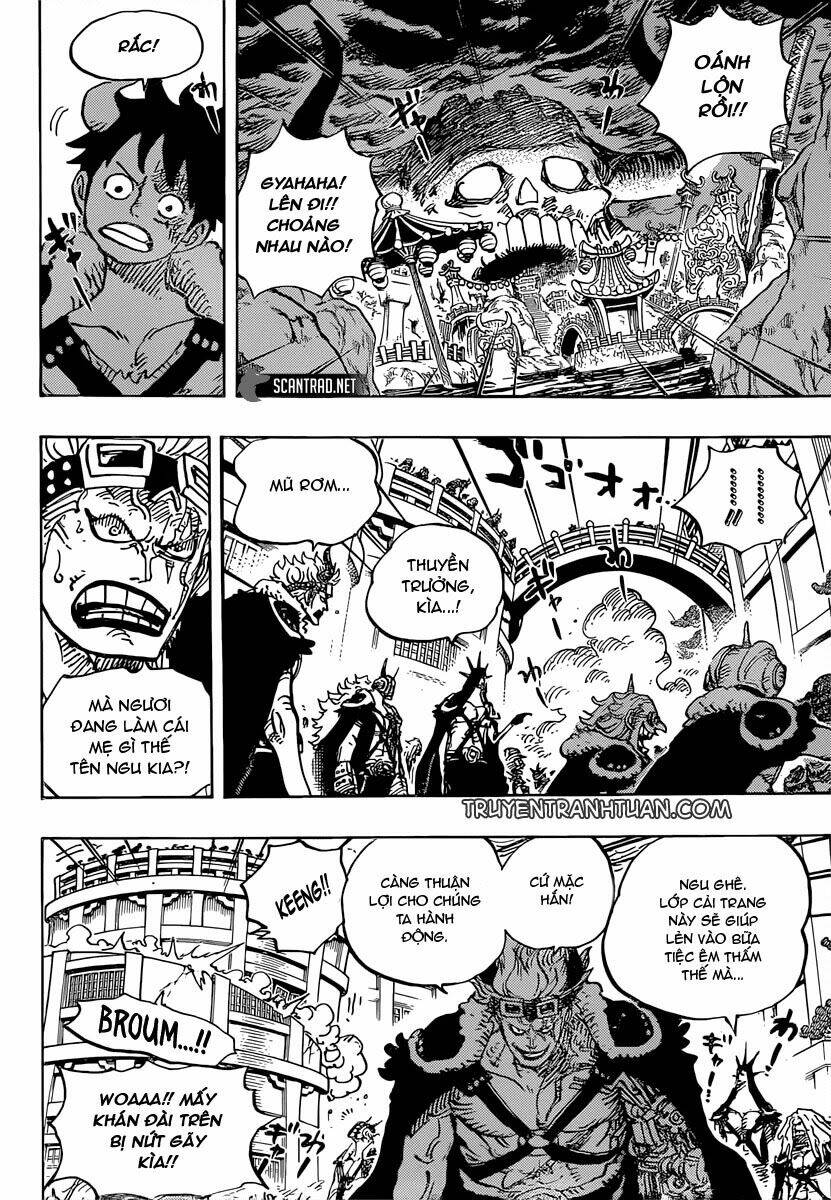 OÁNH
LỘN
RỒI!!
GYAHAHA!
LÊN ĐI!!
CHOẢNG
NHAU NÀO!
RẮC!
SCANTRAD.NET
THUYỀN
TRƯỞNG,
KÌA...!
MŨ RƠM...
MÀ NGƯƠI
ĐANG LÀM CÁI
MẸ GÌ THẾ
TÊN NGU KIA?!
TRUYENTRANHTUAN.COM
NGU GHÊ.
LỚP CẢI TRANG
NÀY SẼ GIÚP
LẺN VÀO BỮA
TIỆC ÊM THẤM
THẾ MÀ...
CỨ MẶC
HẮN!
CÀNG THUẬN
LỢI CHO CHÚNG
TA HÀNH
ĐỘNG.
KEENG!!
BROUM...!!
WOAAA!! MẤY
KHÁN ĐÀI TRÊN
BỊ NỨT GÃY
KÌA!!